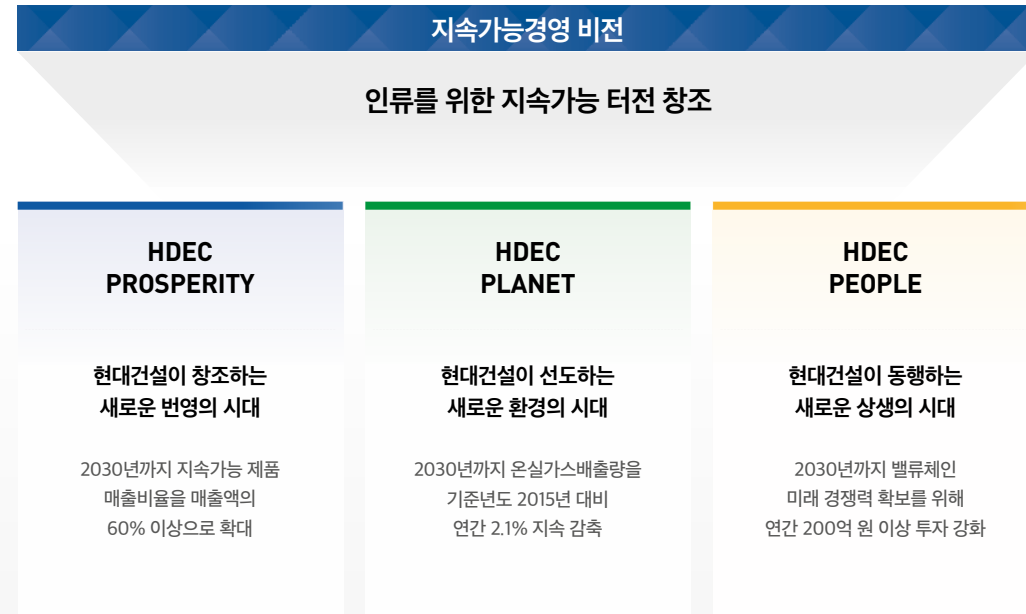 지속가능경영 비전
인류를 위한 지속가능 터전 창조
HDEC
PROSPERITY
현대건설이 창조하는
새로운 번영의 시대
2030년까지 지속가능 제품
매출비율을 매출액의
60% 이상으로 확대
HDEC
PLANET
현대건설이 선도하는
새로운 환경의 시대
2030년까지 온실가스배출량을
기준년도 2015년 대비
연간 2.1% 지속 감축
HDEC
PEOPLE
현대건설이 동행하는
새로운 상생의 시대
2030년까지 밸류체인
미래 경쟁력 확보를 위해
연간 200억 원 이상 투자 강화